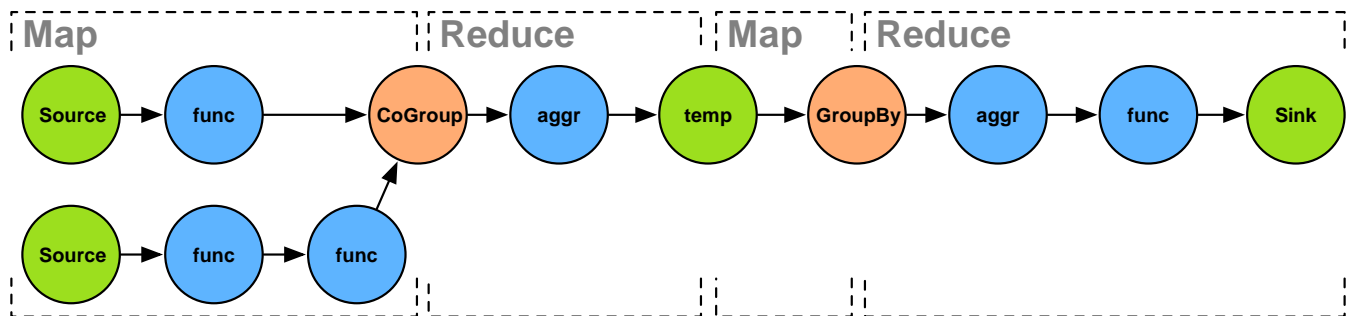 Map Reduce Map Reduce
Source func CoGroup aggr temp GroupBy aggr func Sink
Source func func